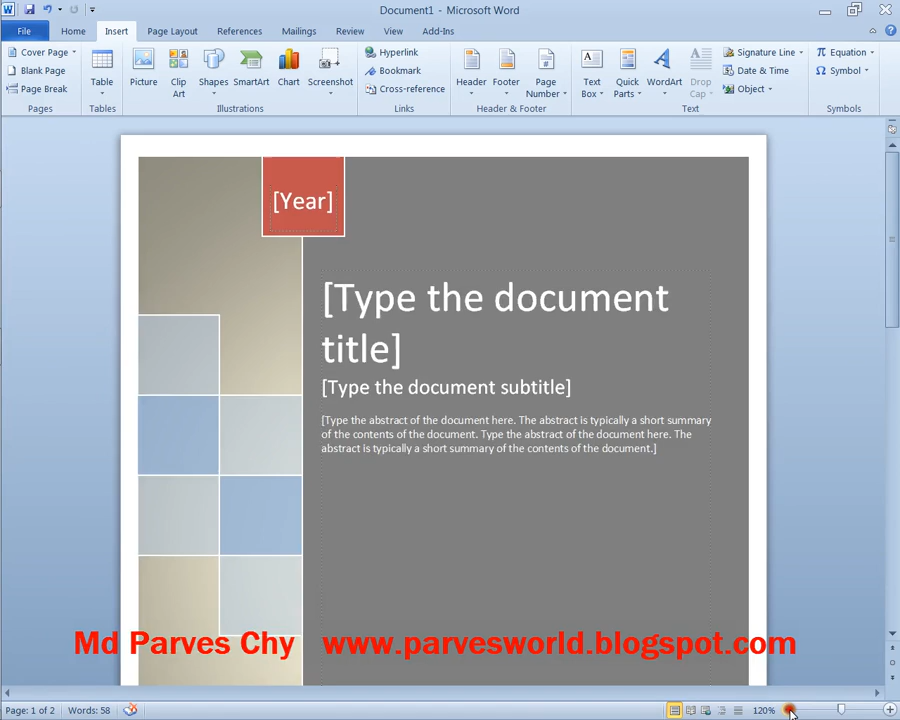 Document1 - Microsoft Word
File Home Insert Page Layout References Mailings Review View Add-Ins
Cover Page
Blank Page
Page Break
Pages
Table
Tables
Picture
Clip Art
Shapes
SmartArt
Chart
Screenshot
Illustrations
Hyperlink
Bookmark
Cross-reference
Links
Header
Footer
Page Number
Header & Footer
Text Box
Quick Parts
WordArt
Drop Cap
Signature Line
Date & Time
Object
Text
Equation
Symbol
Symbols
[Year]
[Type the document
title]
[Type the document subtitle]
[Type the abstract of the document here. The abstract is typically a short summary
of the contents of the document. Type the abstract of the document here. The
abstract is typically a short summary of the contents of the document.]
Md Parves Chy www.parvesworld.blogspot.com
Page: 1 of 2 Words: 58 120%